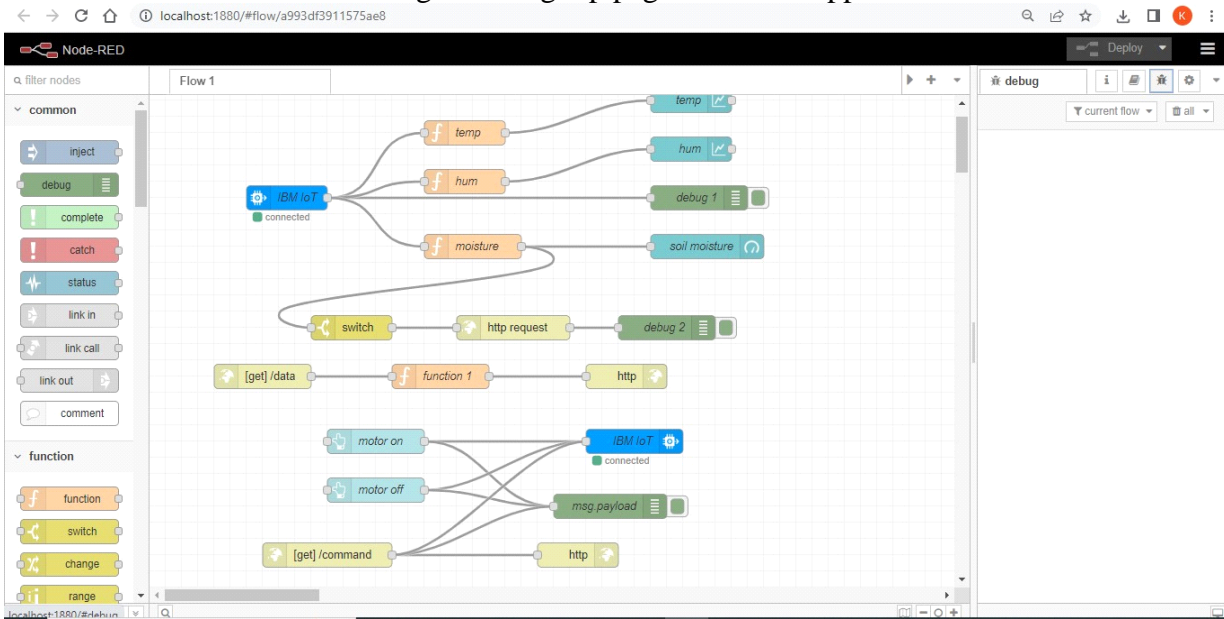 localhost:1880/#flow/a993df3911575ae8
K
Node-RED
Deploy
filter nodes
Flow 1
debug
i
common
current flow
all
inject
debug
complete
catch
status
link in
link call
link out
comment
function
function
switch
change
range
temp
temp
hum
hum
IBM IoT
connected
debug 1
moisture
soil moisture
switch
http request
debug 2
[get] /data
function 1
http
motor on
IBM IoT
connected
motor off
msg.payload
[get] /command
http
localhost:1880/#debug